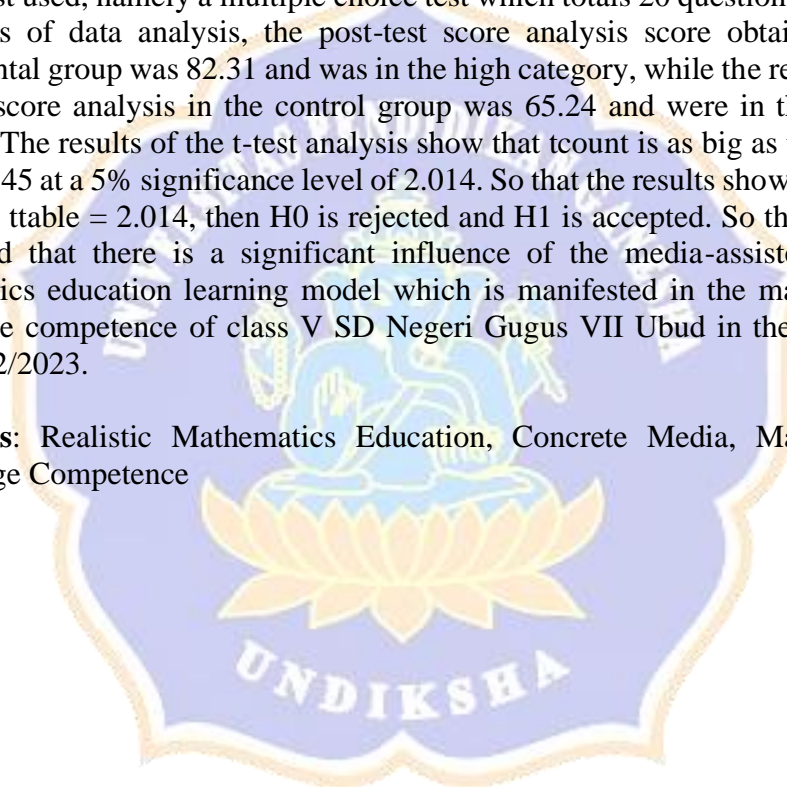 st used, namely a multiple choice test which totals 20 question
s of data analysis, the post-test score analysis score obtai
ntal group was 82.31 and was in the high category, while the re
score analysis in the control group was 65.24 and were in th
The results of the t-test analysis show that tcount is as big as
45 at a 5% significance level of 2.014. So that the results show
ttable = 2.014, then H0 is rejected and H1 is accepted. So th
d that there is a significant influence of the media-assist
ics education learning model which is manifested in the ma
e competence of class V SD Negeri Gugus VII Ubud in the
2/2023.
s: Realistic Mathematics Education, Concrete Media, Ma
ge Competence
UNIVERSITAS PENDIDIKAN GANESHA
UNDIKSHA